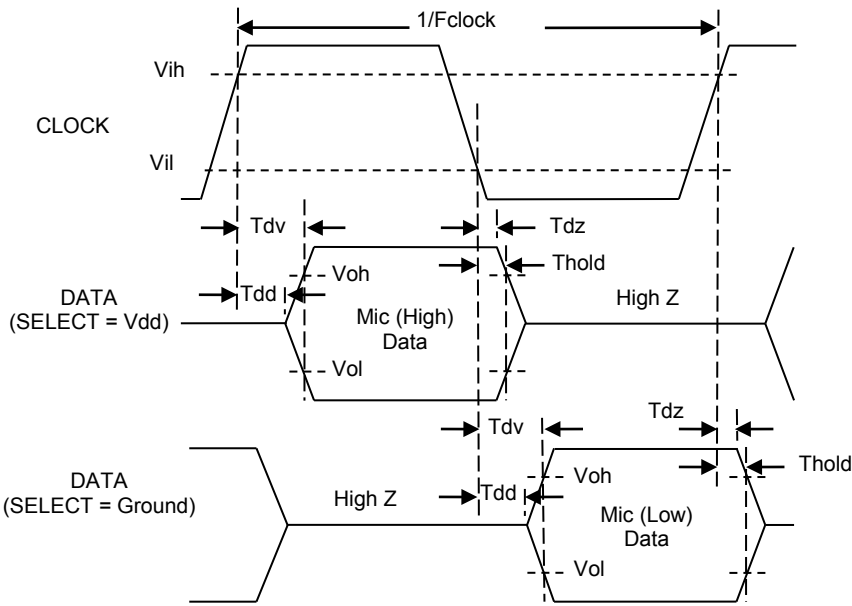 1/Fclock
Vih
CLOCK
Vil
Tdv
Tdz
Voh
Thold
Tdd
DATA
(SELECT = Vdd)
Mic (High)
Data
High Z
Vol
Tdz
Tdv
DATA
(SELECT = Ground)
High Z
Tdd
Voh
Thold
Mic (Low)
Data
Vol